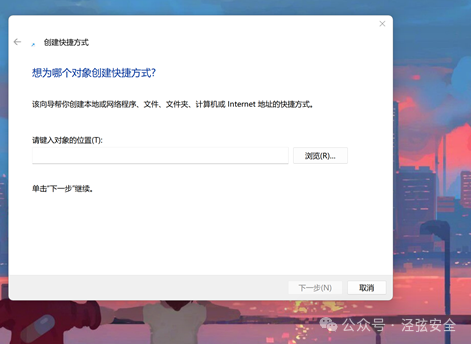 创建快捷方式
想为哪个对象创建快捷方式?
该向导帮你创建本地或网络程序、文件、文件夹、计算机或 Internet 地址的快捷方式。
请键入对象的位置(T):
浏览(R)...
单击"下一步"继续。
下一步(N)
取消
公众号 · 泾弦安全